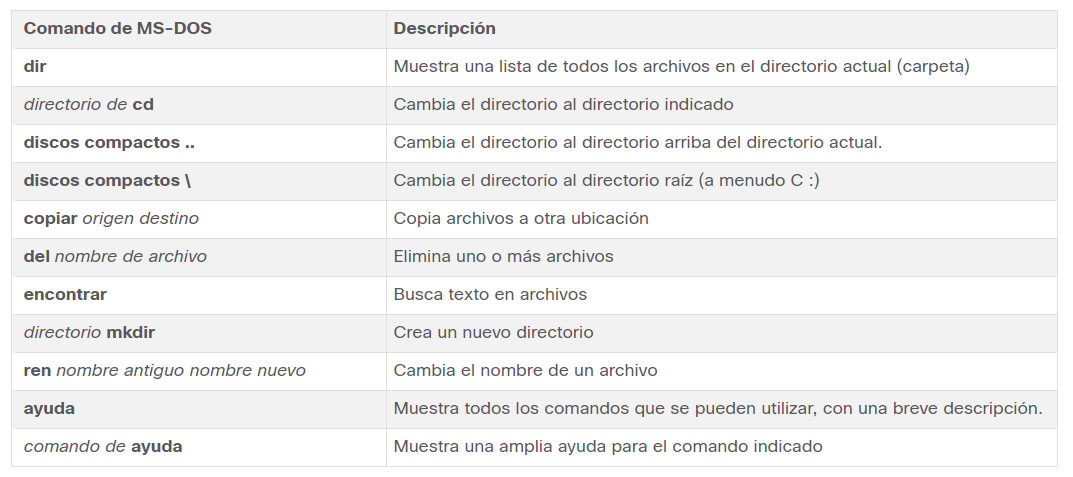 Comando de MS-DOS Descripción
dir Muestra una lista de todos los archivos en el directorio actual (carpeta)
directorio de cd Cambia el directorio al directorio indicado
discos compactos .. Cambia el directorio al directorio arriba del directorio actual.
discos compactos \ Cambia el directorio al directorio raíz (a menudo C :)
copiar origen destino Copia archivos a otra ubicación
del nombre de archivo Elimina uno o más archivos
encontrar Busca texto en archivos
directorio mkdir Crea un nuevo directorio
ren nombre antiguo nombre nuevo Cambia el nombre de un archivo
ayuda Muestra todos los comandos que se pueden utilizar, con una breve descripción.
comando de ayuda Muestra una amplia ayuda para el comando indicado